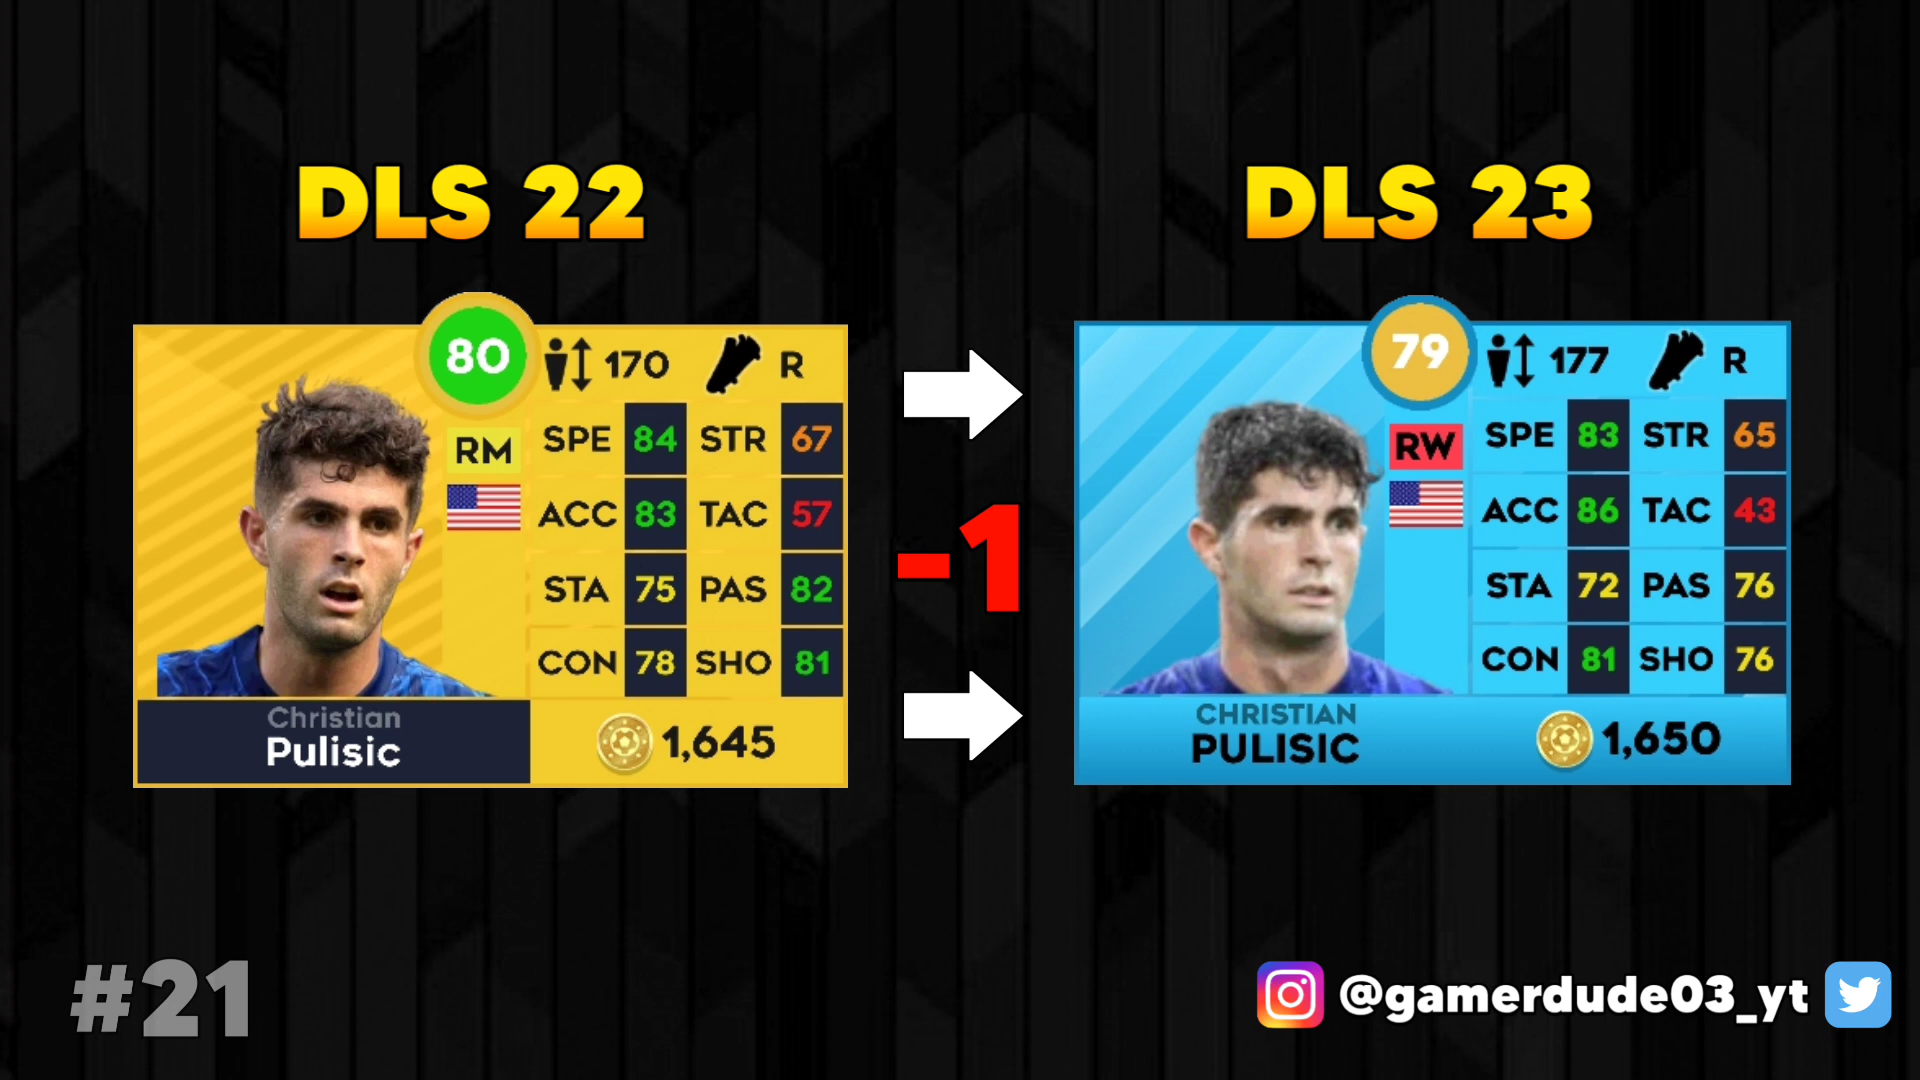 DLS 22
DLS 23
80
170
R
RM
SPE 84 STR 67
ACC 83 TAC 57
STA 75 PAS 82
CON 78 SHO 81
Christian
Pulisic
1,645
-1
79
177
R
RW
SPE 83 STR 65
ACC 86 TAC 43
STA 72 PAS 76
CON 81 SHO 76
CHRISTIAN
PULISIC
1,650
#21
@gamerdude03_yt